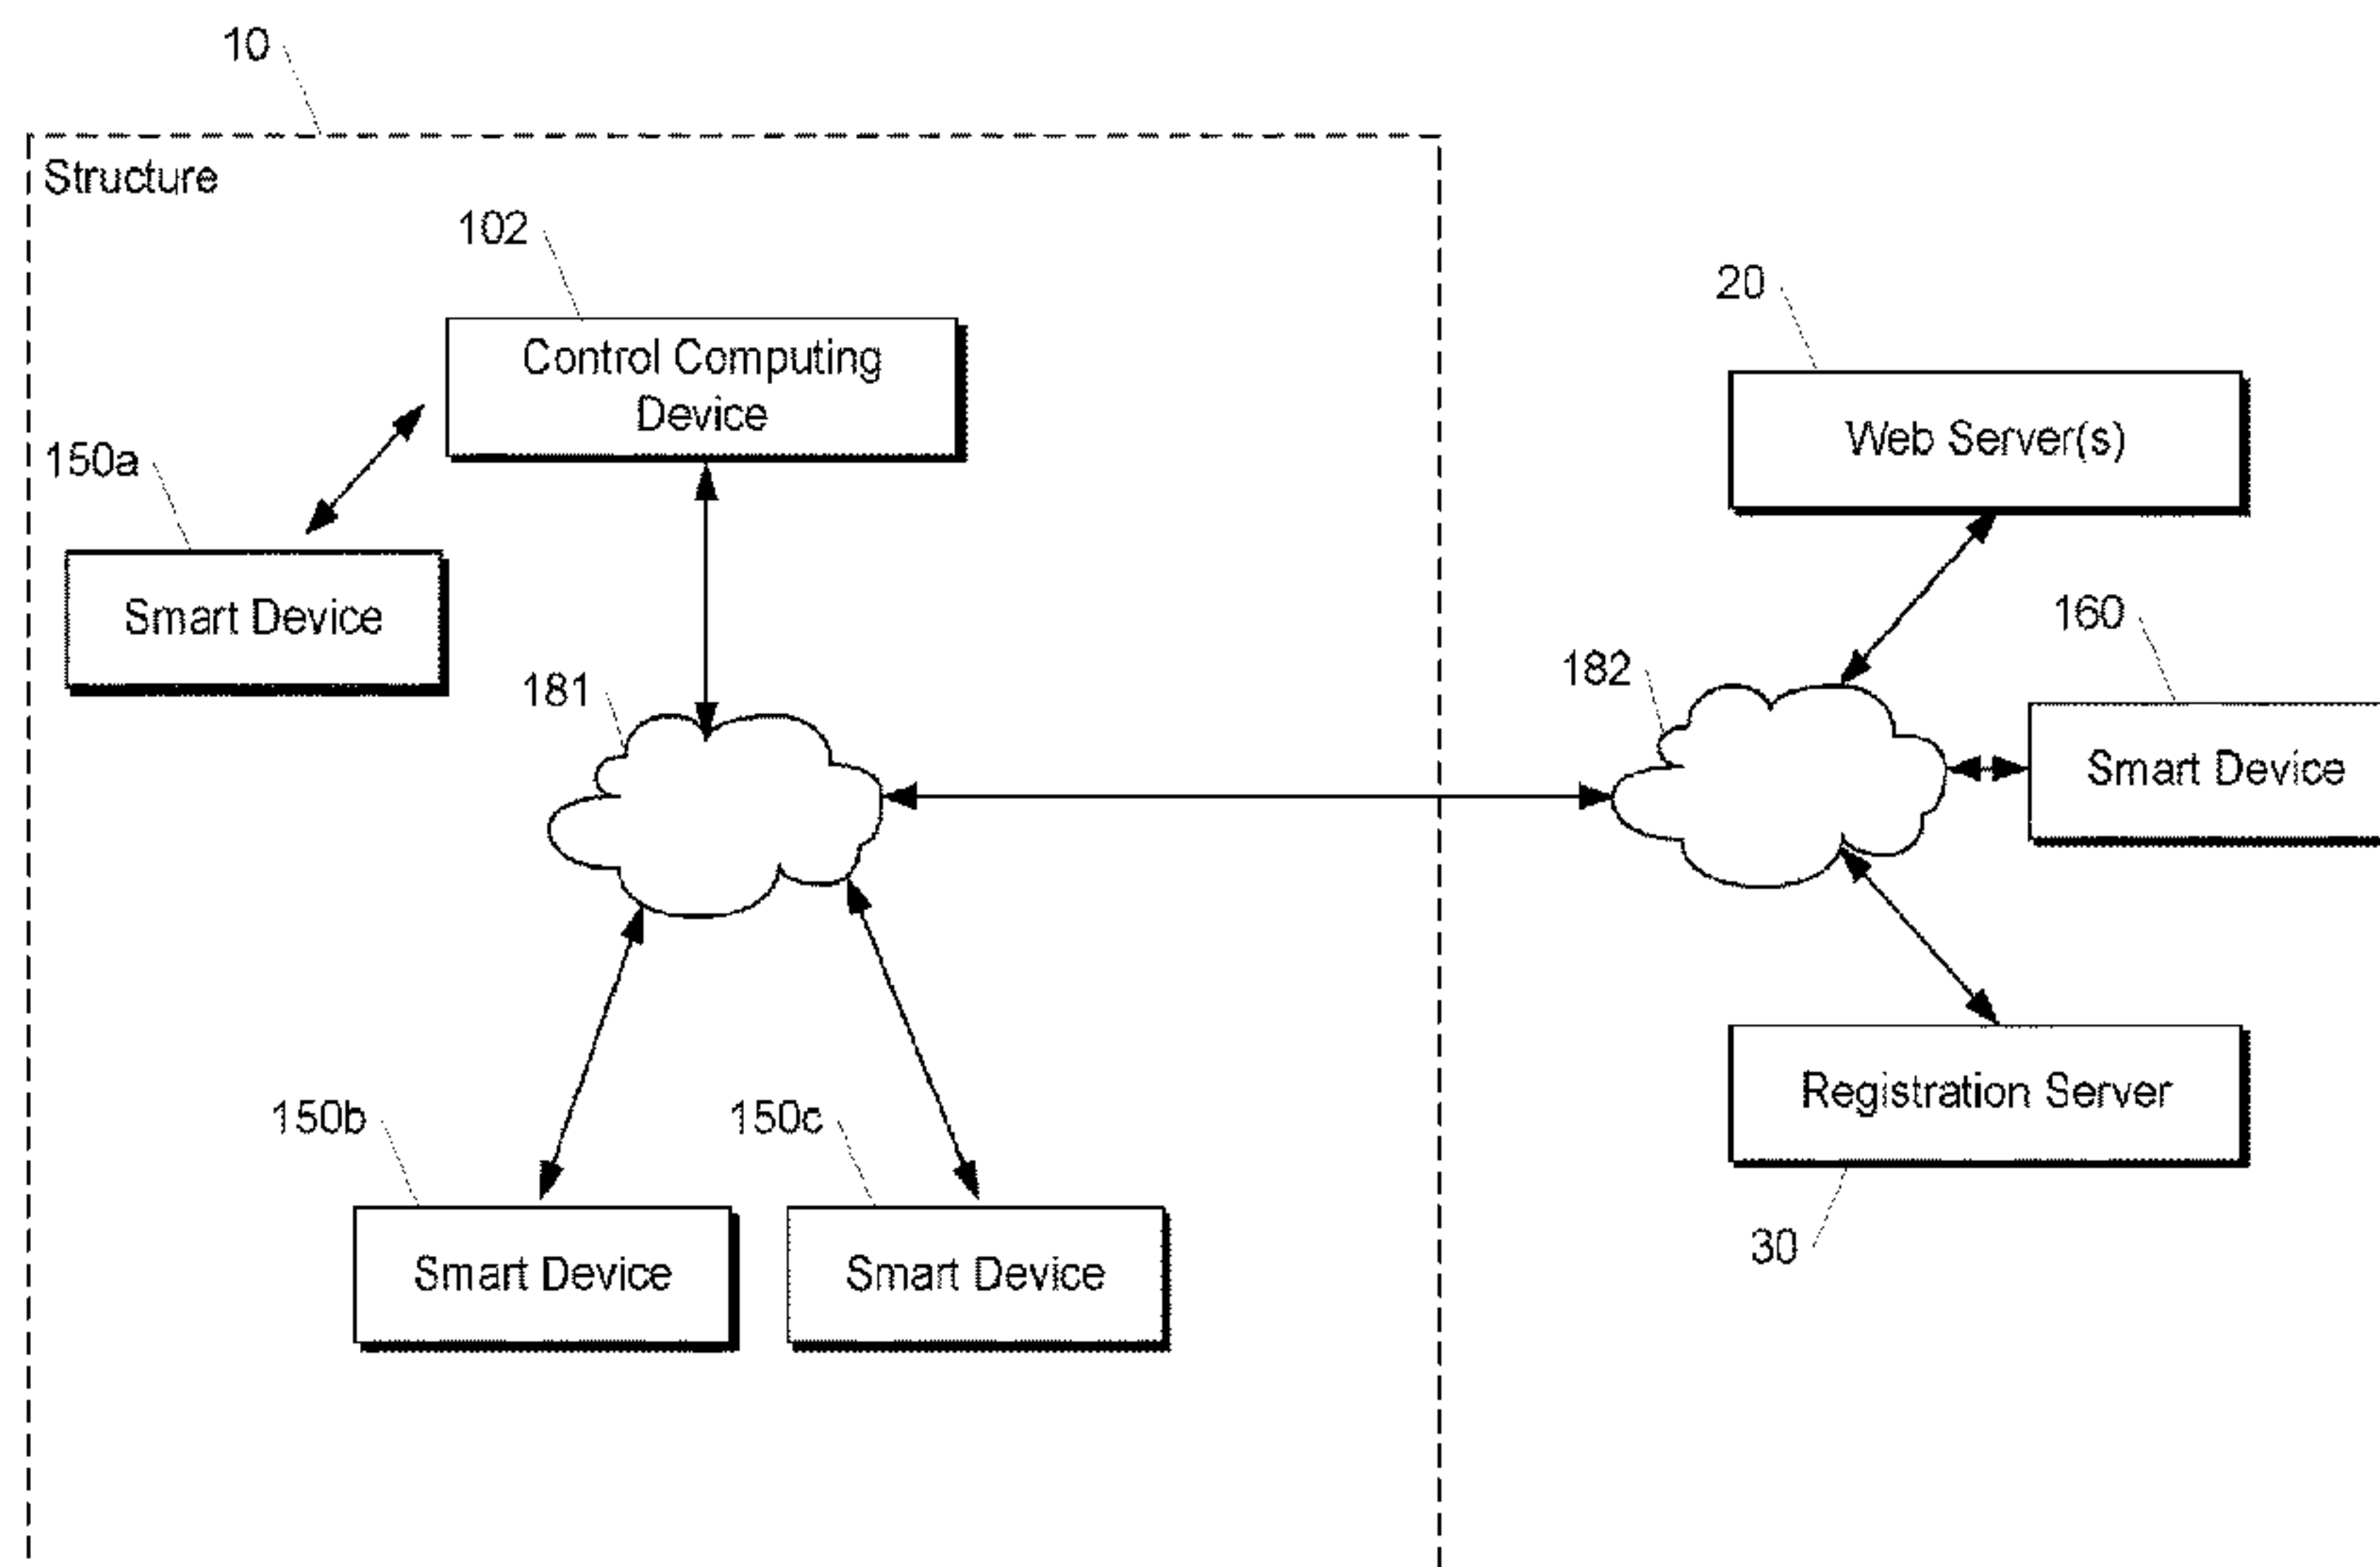 10
Structure
102
Control Computing
Device
20
Web Server(s)
150a
Smart Device
160
Smart Device
181
182
150b
150c
Registration Server
Smart Device
Smart Device
30